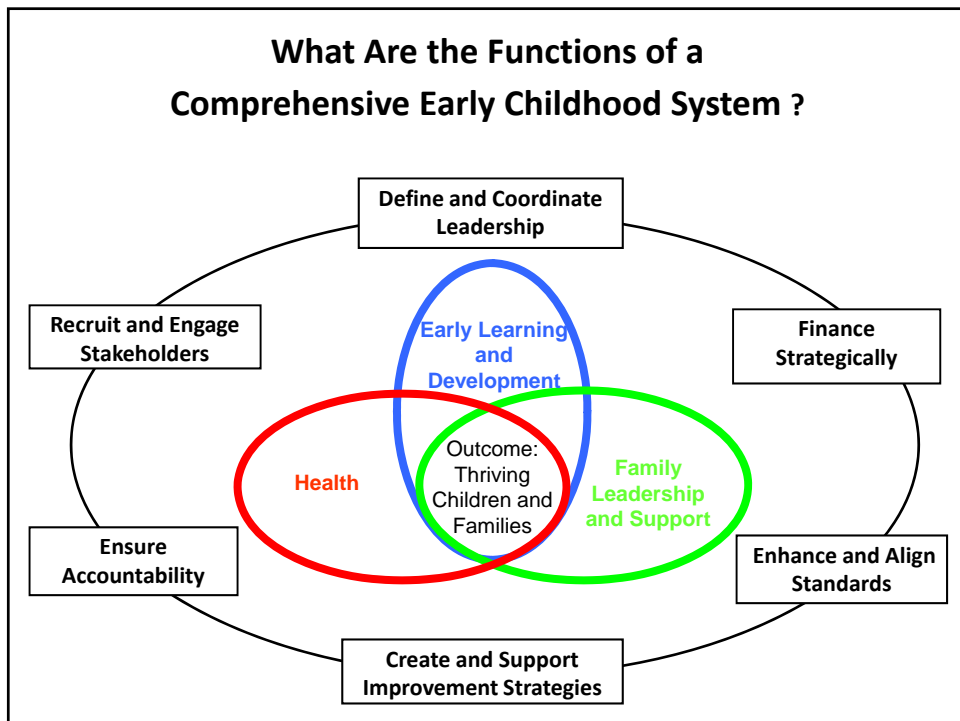 What Are the Functions of a
Comprehensive Early Childhood System ?
Define and Coordinate
Leadership
Recruit and Engage
Stakeholders
Finance
Strategically
Early Learning
and
Development
Health
Outcome:
Thriving
Children and
Families
Family
Leadership
and Support
Ensure
Accountability
Enhance and Align
Standards
Create and Support
Improvement Strategies